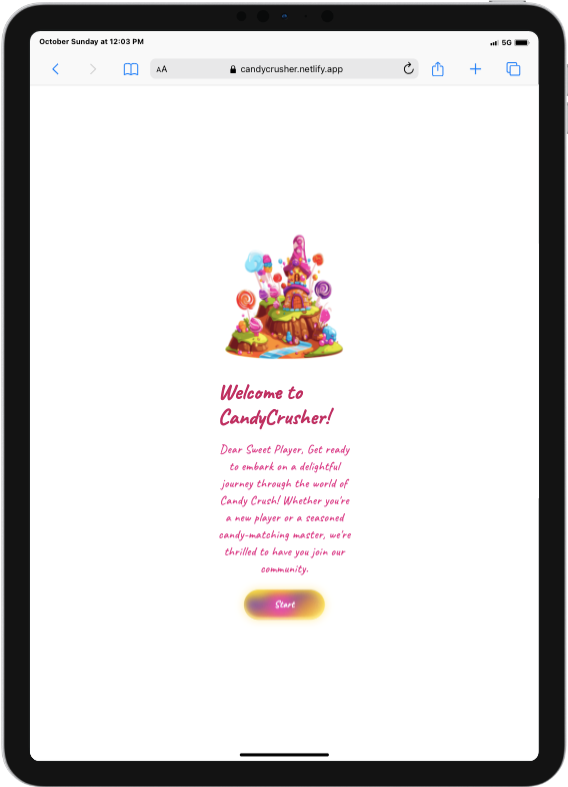 October Sunday at 12:03 PM
5G
AA
candycrusher.netlify.app
Welcome to
CandyCrusher!
Dear Sweet Player, Get ready
to embark on a delightful
journey through the world of
Candy Crush! Whether you're
a new player or a seasoned
candy-matching master, we're
thrilled to have you join our
community.
Start